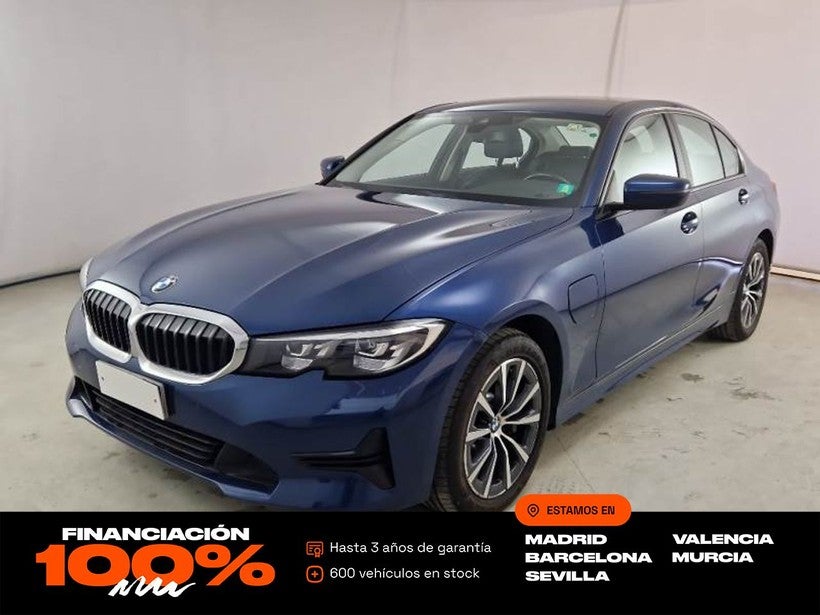 ESTAMOS EN
FINANCIACIÓN
100%
Hasta 3 años de garantía
600 vehículos en stock
MADRID
BARCELONA
SEVILLA
VALENCIA
MURCIA